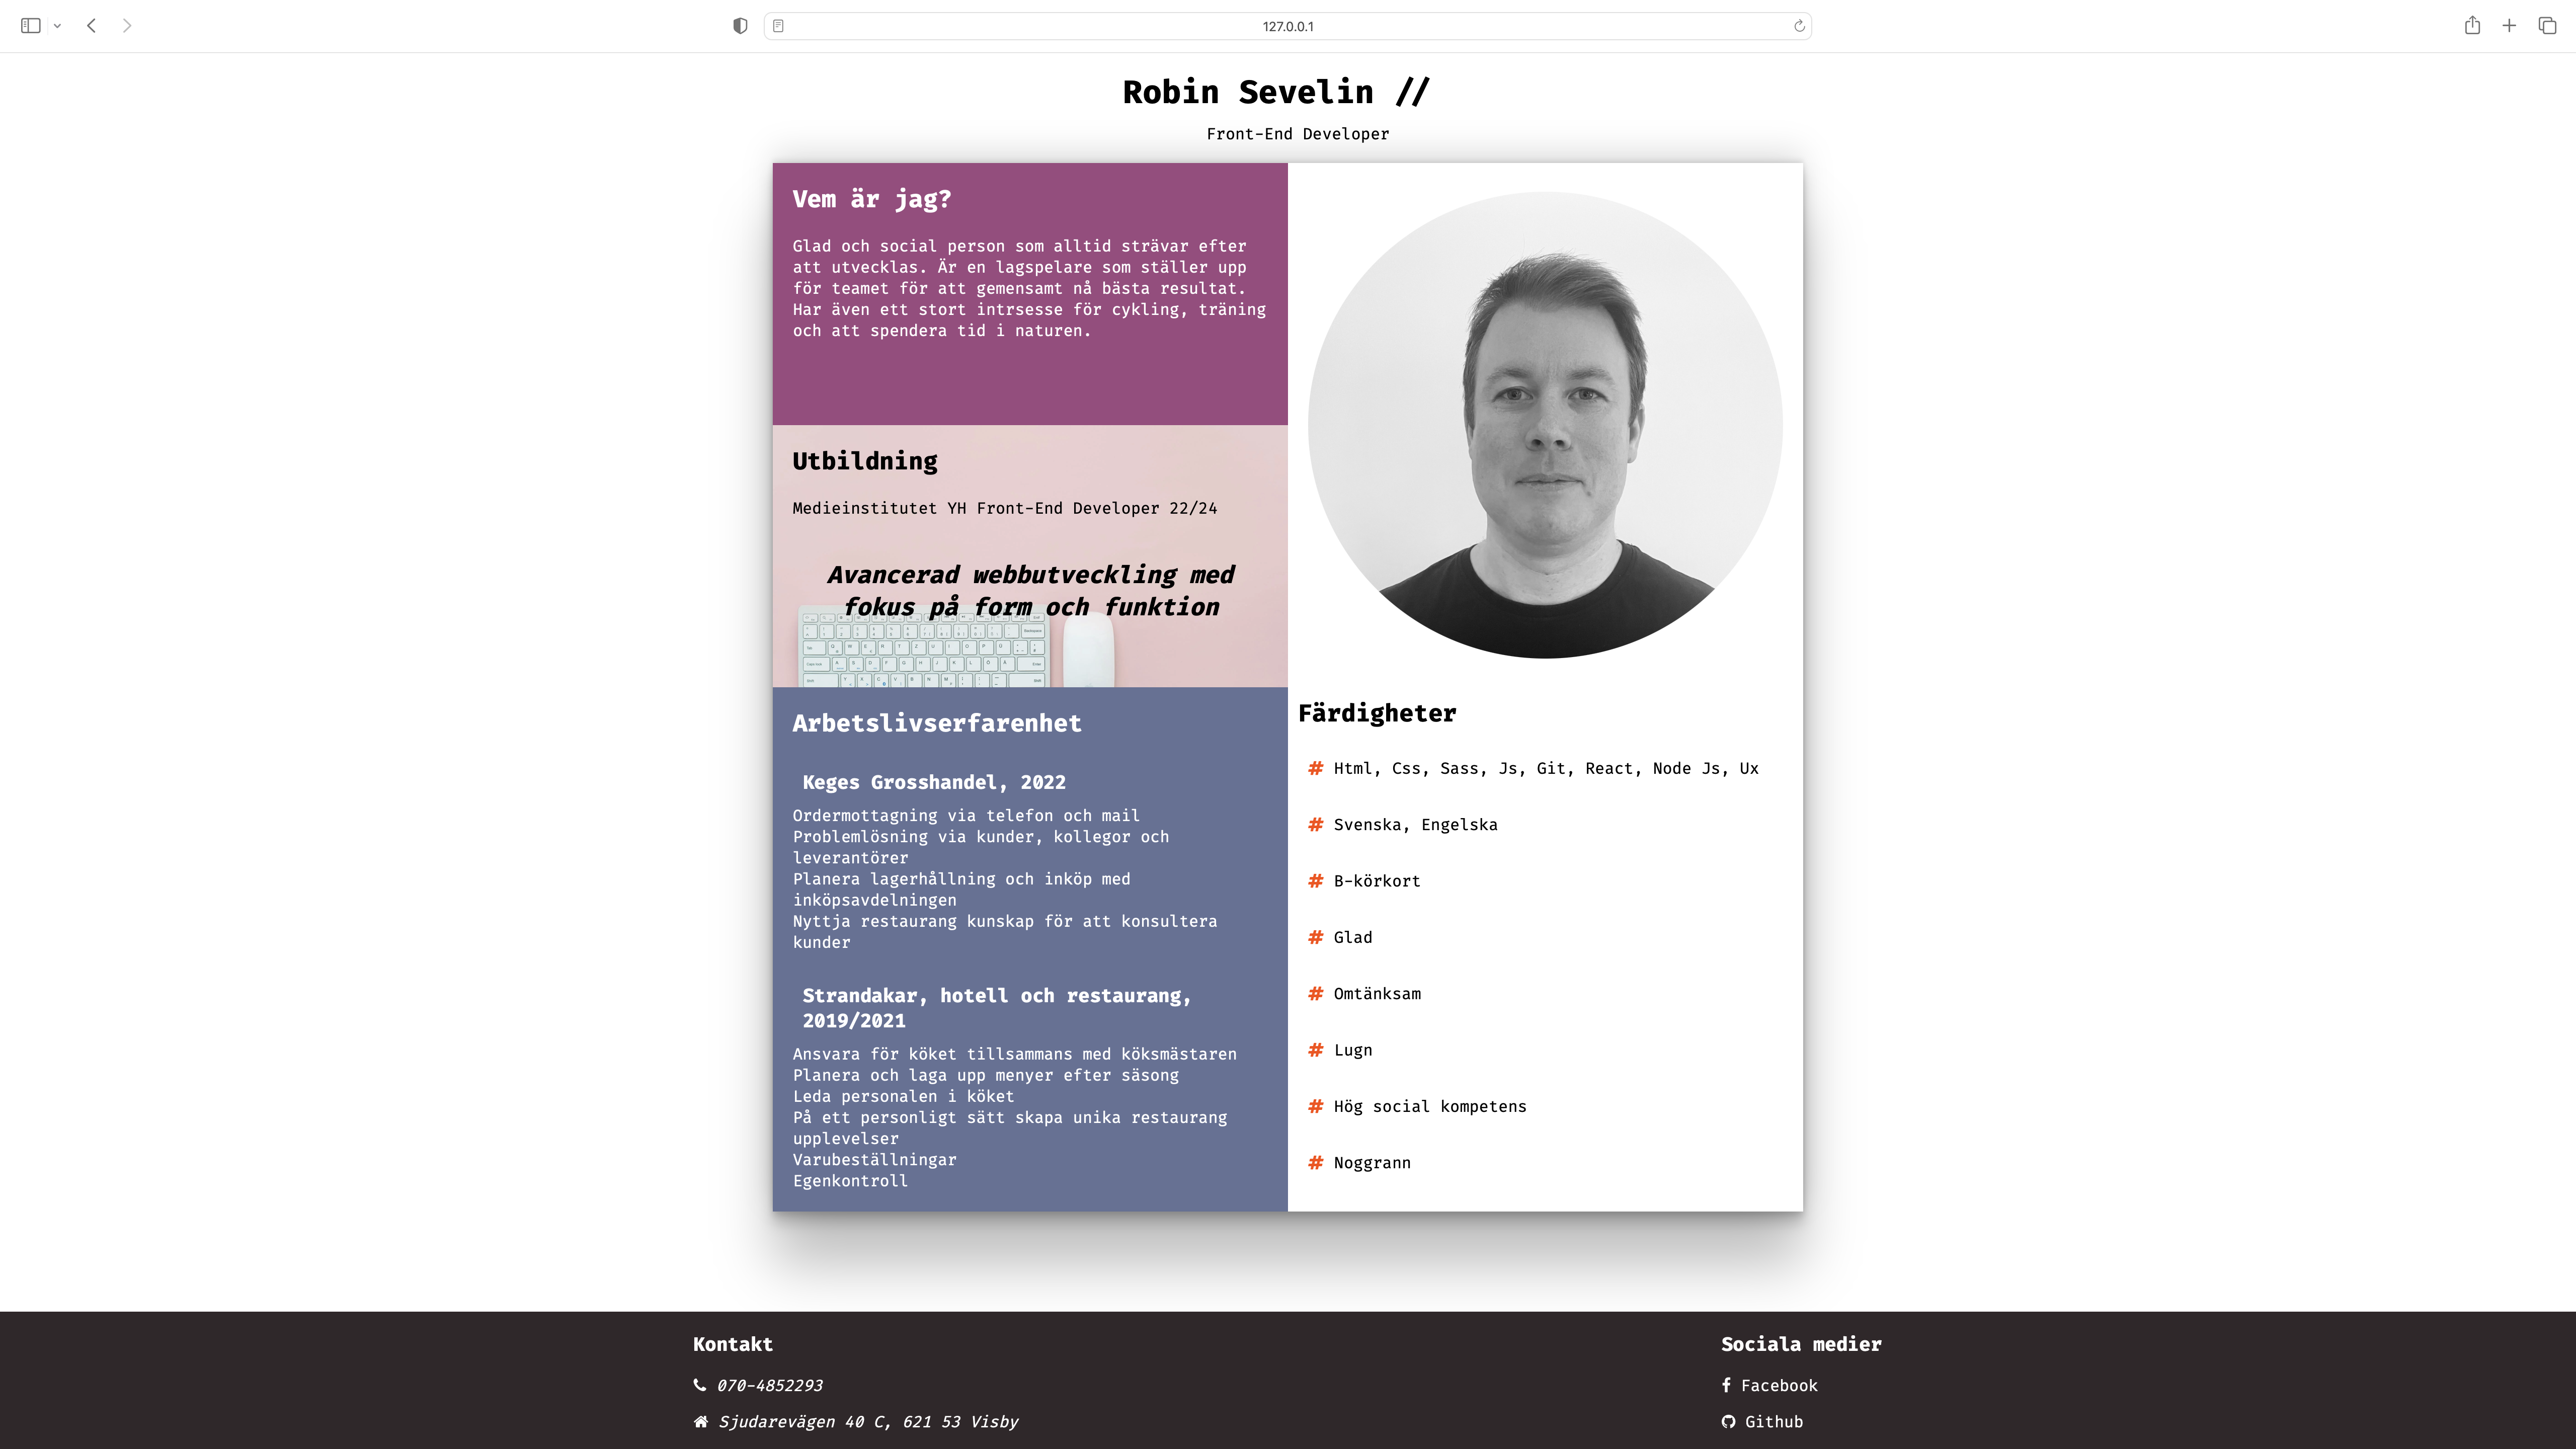 127.0.0.1
Robin Sevelin //
Front-End Developer
Vem är jag?
Glad och social person som alltid strävar efter
att utvecklas. Är en lagspelare som ställer upp
för teamet för att gemensamt nå bästa resultat.
Har även ett stort intrsesse för cykling, träning
och att spendera tid i naturen.
Utbildning
Medieinstitutet YH Front-End Developer 22/24
Avancerad webbutveckling med
fokus på form och funktion
Arbetslivserfarenhet
Keges Grosshandel, 2022
Ordermottagning via telefon och mail
Problemlösning via kunder, kollegor och
leverantörer
Planera lagerhållning och inköp med
inköpsavdelningen
Nyttja restaurang kunskap för att konsultera
kunder
Strandakar, hotell och restaurang,
2019/2021
Ansvara för köket tillsammans med köksmästaren
Planera och laga upp menyer efter säsong
Leda personalen i köket
På ett personligt sätt skapa unika restaurang
upplevelser
Varubeställningar
Egenkontroll
Färdigheter
# Html, Css, Sass, Js, Git, React, Node Js, Ux
# Svenska, Engelska
# B-körkort
# Glad
# Omtänksam
# Lugn
# Hög social kompetens
# Noggrann
Kontakt
070-4852293
Sjudarevägen 40 C, 621 53 Visby
Sociala medier
Facebook
Github